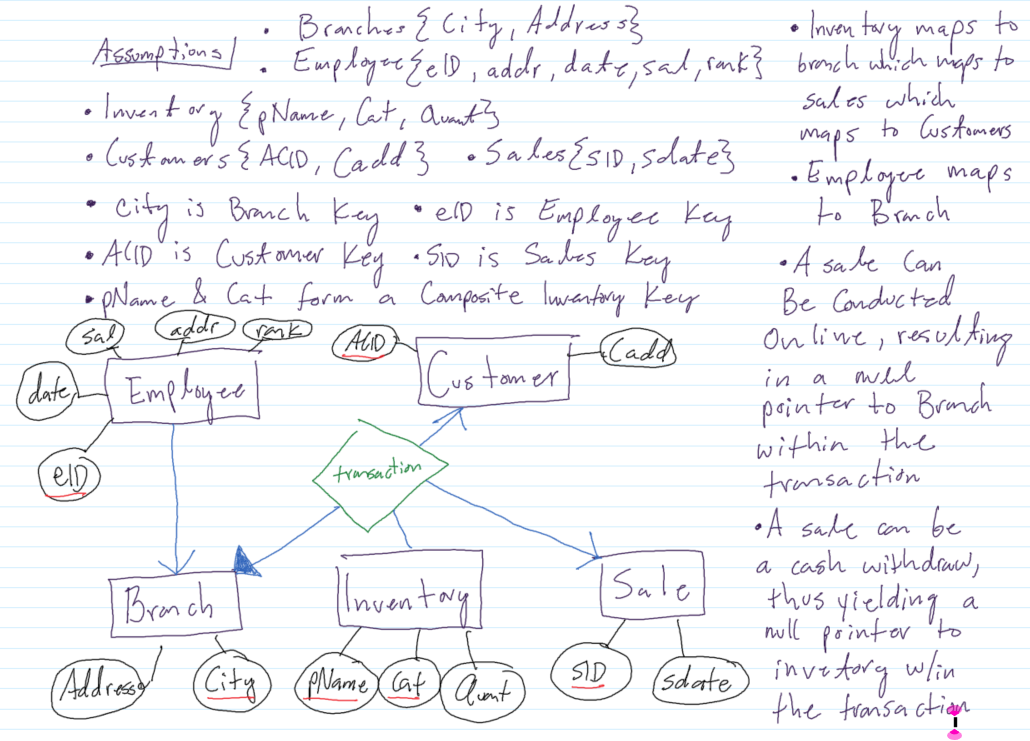 Assumptions
• Branches{City, Address}
• Employee{eID, addr, date, sal, rank}
• Inventory {pName, Cat, Quant}
• Customers{ACID, Cadd}  • Sales{SID, Sdate}
• City is Branch Key  • eID is Employee Key
• ACID is Customer Key  • SID is Sales Key
• pName & Cat form a Composite Inventory Key
• Inventory maps to
branch which maps to
sales which
maps to Customers
• Employee maps
to Branch
• A sale can
Be Conducted
Online, resulting
in a null
pointer to Branch
within the
transaction
• A sale can be
a cash withdraw,
thus yielding a
null pointer to
invetory w/in
the transaction
sal
addr
rank
date
Employee
eID
ACID
Customer
Cadd
transaction
Branch
Inventory
Sale
Address
City
pName
Cat
Quant
SID
sdate